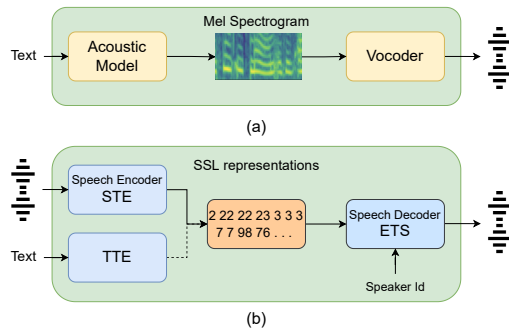 Mel Spectrogram
Text
Acoustic
Model
Vocoder
(a)
SSL representations
Speech Encoder
STE
2 22 22 23 3 3 3
7 7 98 76 . . .
Speech Decoder
ETS
Text
TTE
Speaker Id
(b)